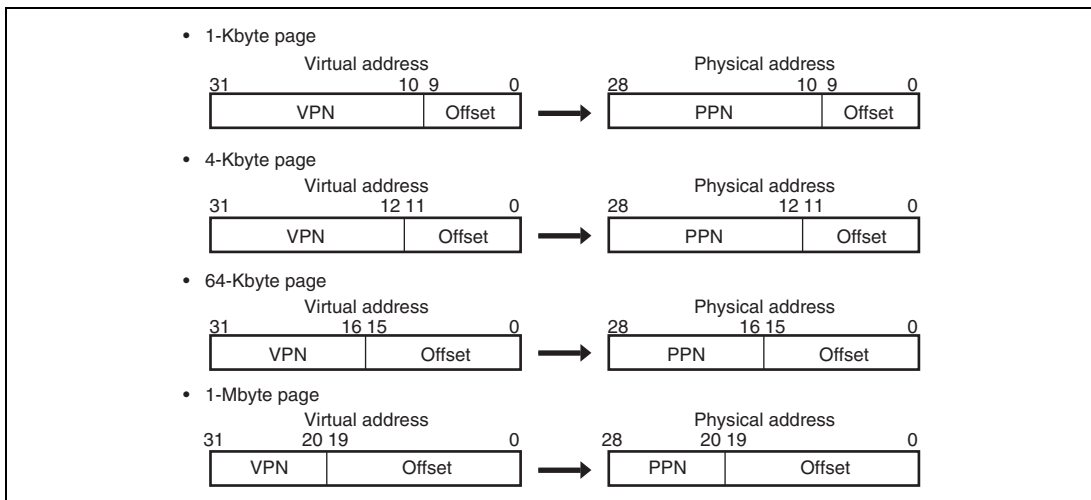 • 1-Kbyte page
Virtual address Physical address
31 10 9 0 28 10 9 0
VPN Offset PPN Offset
• 4-Kbyte page
Virtual address Physical address
31 12 11 0 28 12 11 0
VPN Offset PPN Offset
• 64-Kbyte page
Virtual address Physical address
31 16 15 0 28 16 15 0
VPN Offset PPN Offset
• 1-Mbyte page
Virtual address Physical address
31 20 19 0 28 20 19 0
VPN Offset PPN Offset